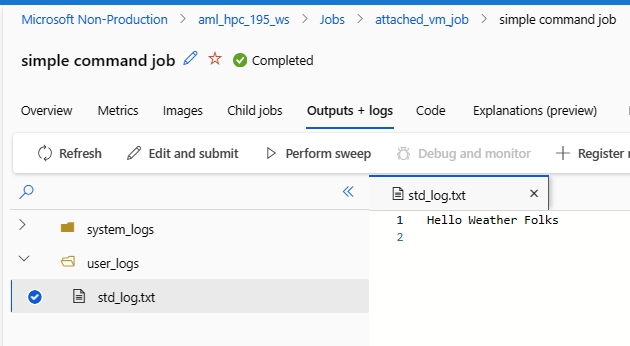 Microsoft Non-Production > aml_hpc_195_ws > Jobs > attached_vm_job > simple command job
simple command job Completed
Overview Metrics Images Child jobs Outputs + logs Code Explanations (preview)
Refresh Edit and submit Perform sweep Debug and monitor Register
std_log.txt
system_logs
user_logs
std_log.txt
1 Hello Weather Folks
2